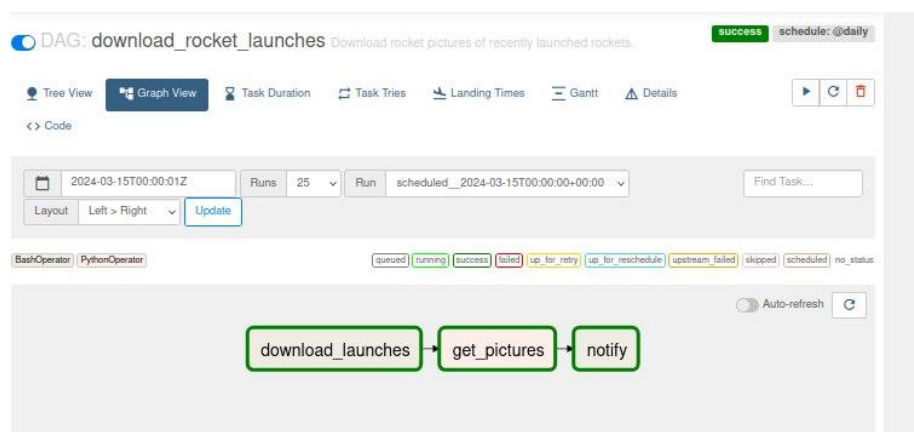 DAG: download_rocket_launches Download rocket pictures of recently launched rockets. success schedule: @daily
Tree View Graph View Task Duration Task Tries Landing Times Gantt Details
<> Code
2024-03-15T00:00:01Z Runs 25 Run scheduled__2024-03-15T00:00:00+00:00 Find Task...
Layout Left > Right Update
BashOperator PythonOperator queued running success failed up_for_retry up_for_reschedule upstream_failed skipped scheduled no_status
Auto-refresh
download_launches get_pictures notify